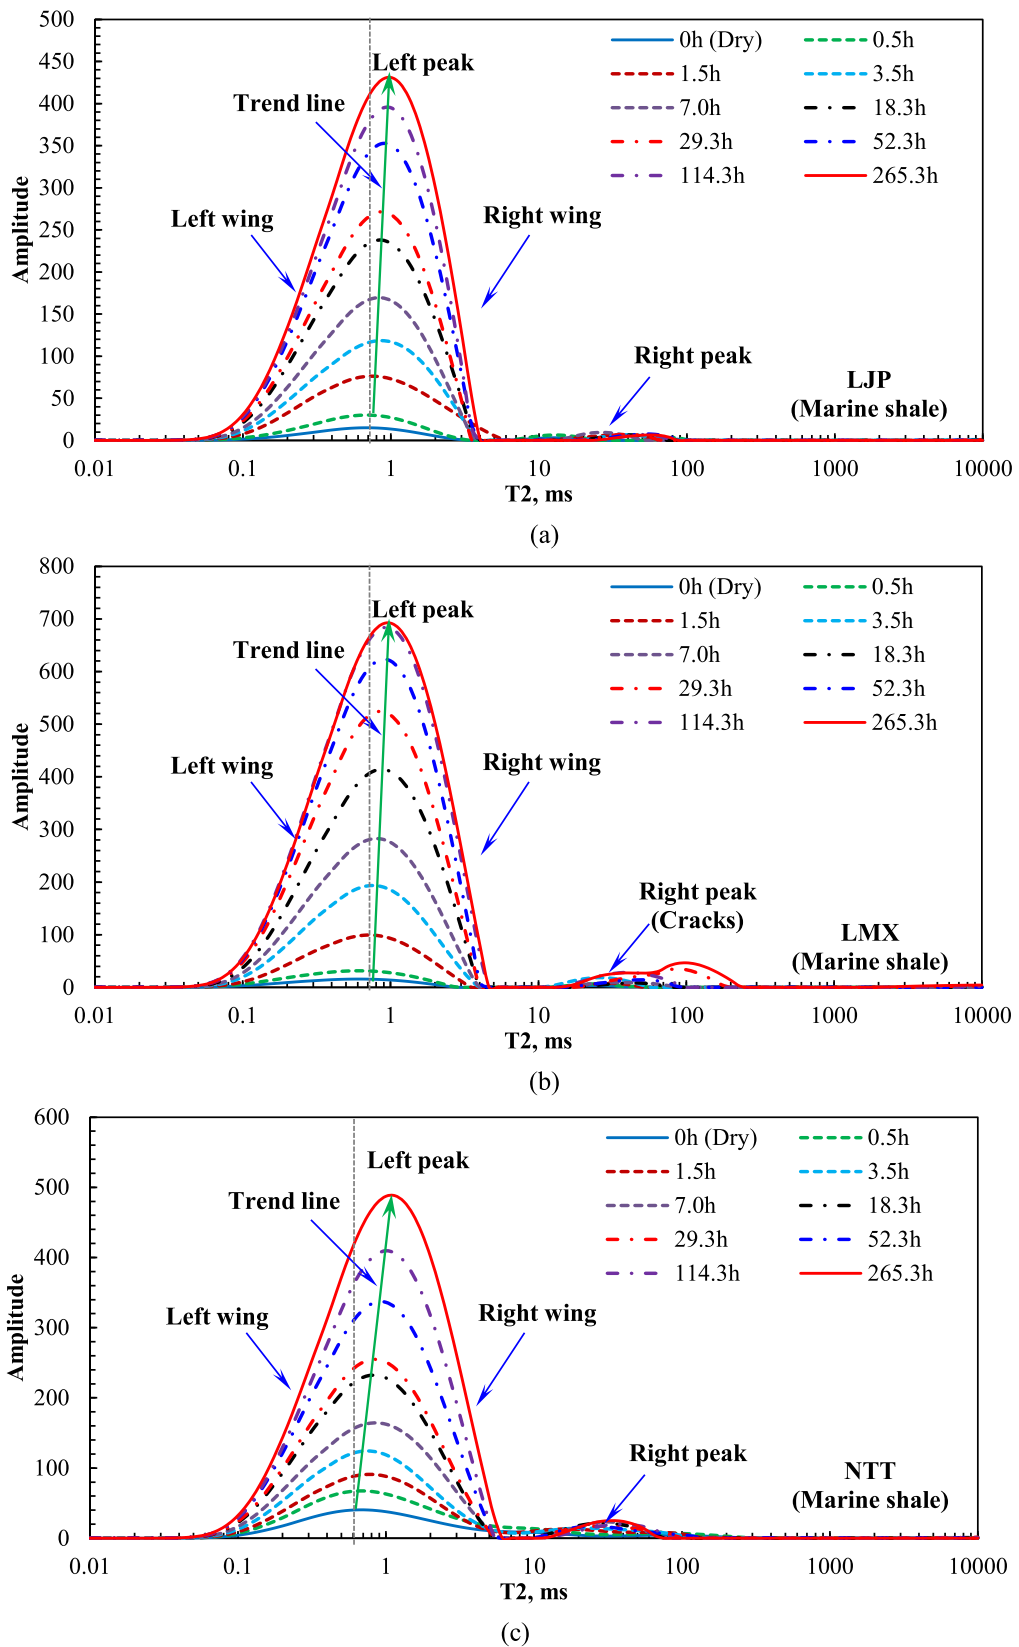 500
450
400
350
300
250
200
150
100
50
0
Amplitude
0h (Dry)
0.5h
1.5h
3.5h
7.0h
18.3h
29.3h
52.3h
114.3h
265.3h
Left peak
Trend line
Left wing
Right wing
Right peak
LJP
(Marine shale)
0.01
0.1
1
10
100
1000
10000
T2, ms
(a)
800
700
600
500
400
300
200
100
0
Amplitude
0h (Dry)
0.5h
1.5h
3.5h
7.0h
18.3h
29.3h
52.3h
114.3h
265.3h
Left peak
Trend line
Left wing
Right wing
Right peak
(Cracks)
LMX
(Marine shale)
0.01
0.1
1
10
100
1000
10000
T2, ms
(b)
600
500
400
300
200
100
0
Amplitude
0h (Dry)
0.5h
1.5h
3.5h
7.0h
18.3h
29.3h
52.3h
114.3h
265.3h
Left peak
Trend line
Left wing
Right wing
Right peak
NTT
(Marine shale)
0.01
0.1
1
10
100
1000
10000
T2, ms
(c)